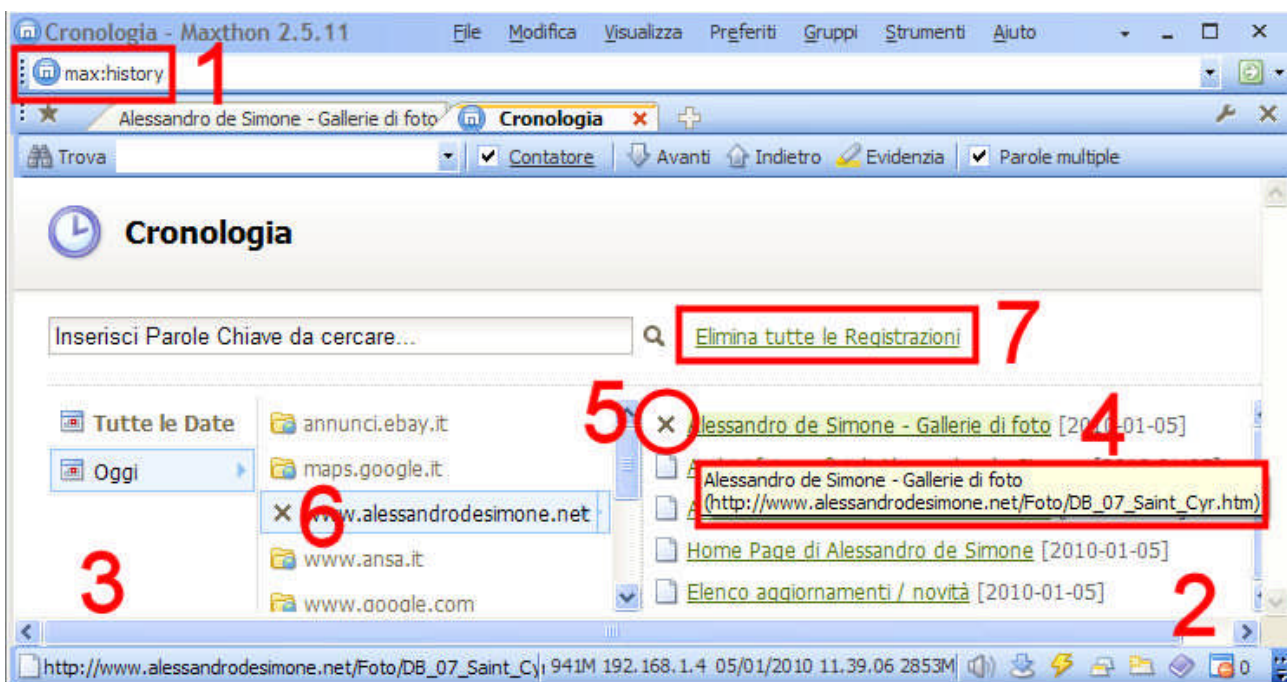 Cronologia - Maxthon 2.5.11 File Modifica Visualizza Preferiti Gruppi Strumenti Aiuto
max:history 1
Alessandro de Simone - Gallerie di foto Cronologia
Trova Contatore Avanti Indietro Evidenzia Parole multiple
Cronologia
Inserisci Parole Chiave da cercare... Elimina tutte le Registrazioni 7
Tutte le Date annunci.ebay.it 5 Alessandro de Simone - Gallerie di foto [2010-01-05] 4
Oggi maps.google.it
Alessandro de Simone - Gallerie di foto
(http://www.alessandrodesimone.net/Foto/DB_07_Saint_Cyr.htm)
6 www.alessandrodesimone.net
3 www.ansa.it Home Page di Alessandro de Simone [2010-01-05]
www.google.com Elenco aggiornamenti / novità [2010-01-05] 2
http://www.alessandrodesimone.net/Foto/DB_07_Saint_Cyr 941M 192.168.1.4 05/01/2010 11.39.06 2853M 0